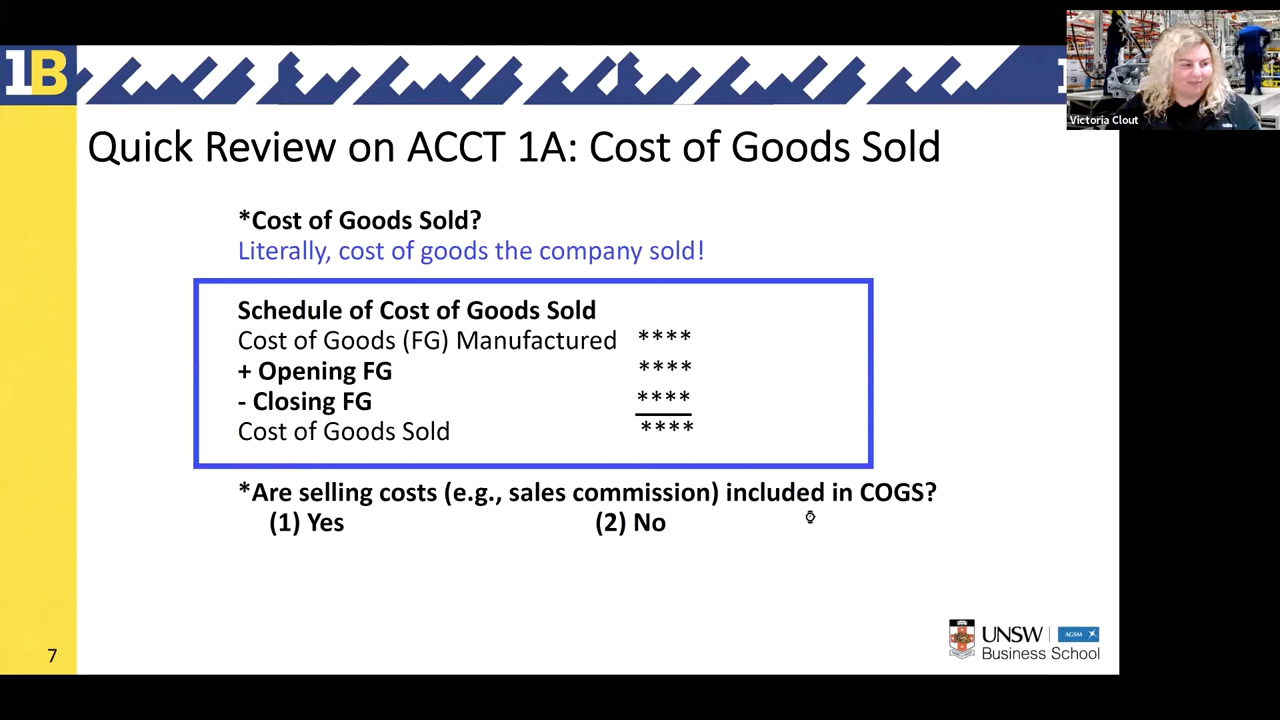 1B
Victoria Clout
Quick Review on ACCT 1A: Cost of Goods Sold
*Cost of Goods Sold?
Literally, cost of goods the company sold!
Schedule of Cost of Goods Sold
Cost of Goods (FG) Manufactured ****
+ Opening FG ****
- Closing FG ****
Cost of Goods Sold ****
*Are selling costs (e.g., sales commission) included in COGS?
(1) Yes (2) No
UNSW AGSM
Business School
7